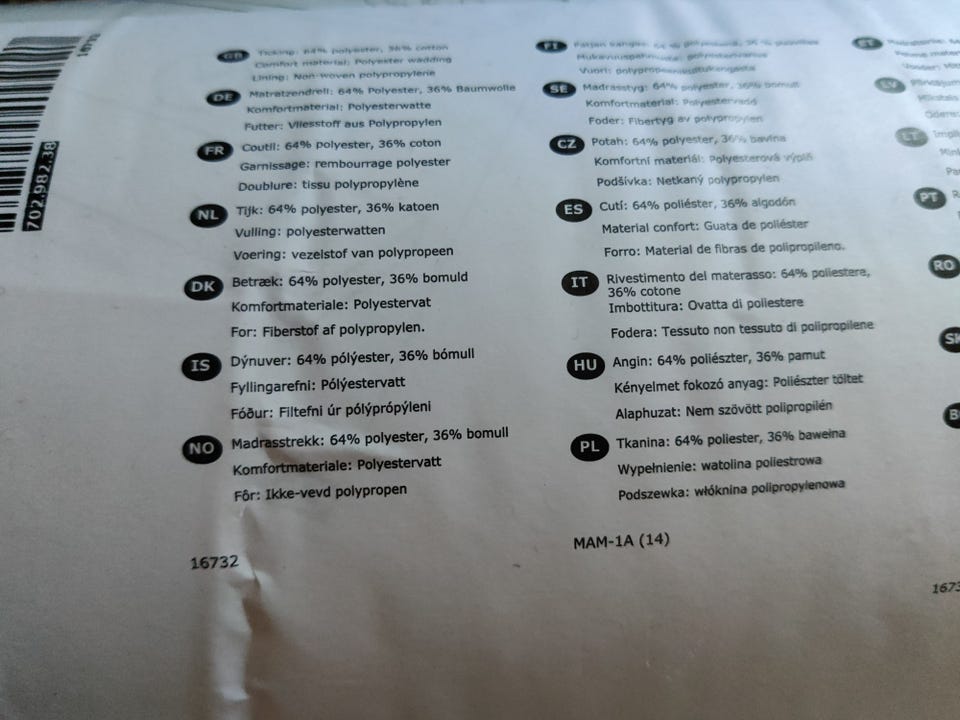 702.982.38
GB Ticking: 64% polyester, 36% cotton
Comfort material: Polyester wadding
Lining: Non-woven polypropylene
DE Matratzendrell: 64% Polyester, 36% Baumwolle
Komfortmaterial: Polyesterwatte
Futter: Vliesstoff aus Polypropylen
FR Coutil: 64% polyester, 36% coton
Garnissage: rembourrage polyester
Doublure: tissu polypropylène
NL Tijk: 64% polyester, 36% katoen
Vulling: polyesterwatten
Voering: vezelstof van polypropeen
DK Betræk: 64% polyester, 36% bomuld
Komfortmateriale: Polyestervat
For: Fiberstof af polypropylen.
IS Dýnuver: 64% pólýester, 36% bómull
Fyllingarefni: Pólýestervatt
Fóður: Filtefni úr pólýprópýleni
NO Madrasstrekk: 64% polyester, 36% bomull
Komfortmateriale: Polyestervatt
Fôr: Ikke-vevd polypropen
16732
FI
SE Madrasstyg: 64% polyester, 36% bomull
Komfortmaterial: Polyestervadd
Foder: Fibertyg av polypropylen
CZ Potah: 64% polyester, 36% bavlna
Komfortní materiál: Polyesterová výplň
Podšívka: Netkaný polypropylen
ES Cutí: 64% poliéster, 36% algodón
Material confort: Guata de poliéster
Forro: Material de fibras de polipropileno.
IT Rivestimento del materasso: 64% poliestere,
36% cotone
Imbottitura: Ovatta di poliestere
Fodera: Tessuto non tessuto di polipropilene
HU Angin: 64% poliészter, 36% pamut
Kényelmet fokozó anyag: Poliészter töltet
Alaphuzat: Nem szövött polipropilén
PL Tkanina: 64% poliester, 36% bawełna
Wypełnienie: watolina poliestrowa
Podszewka: włóknina polipropylenowa
MAM-1A (14)
LV
LT
PT
RO
SK